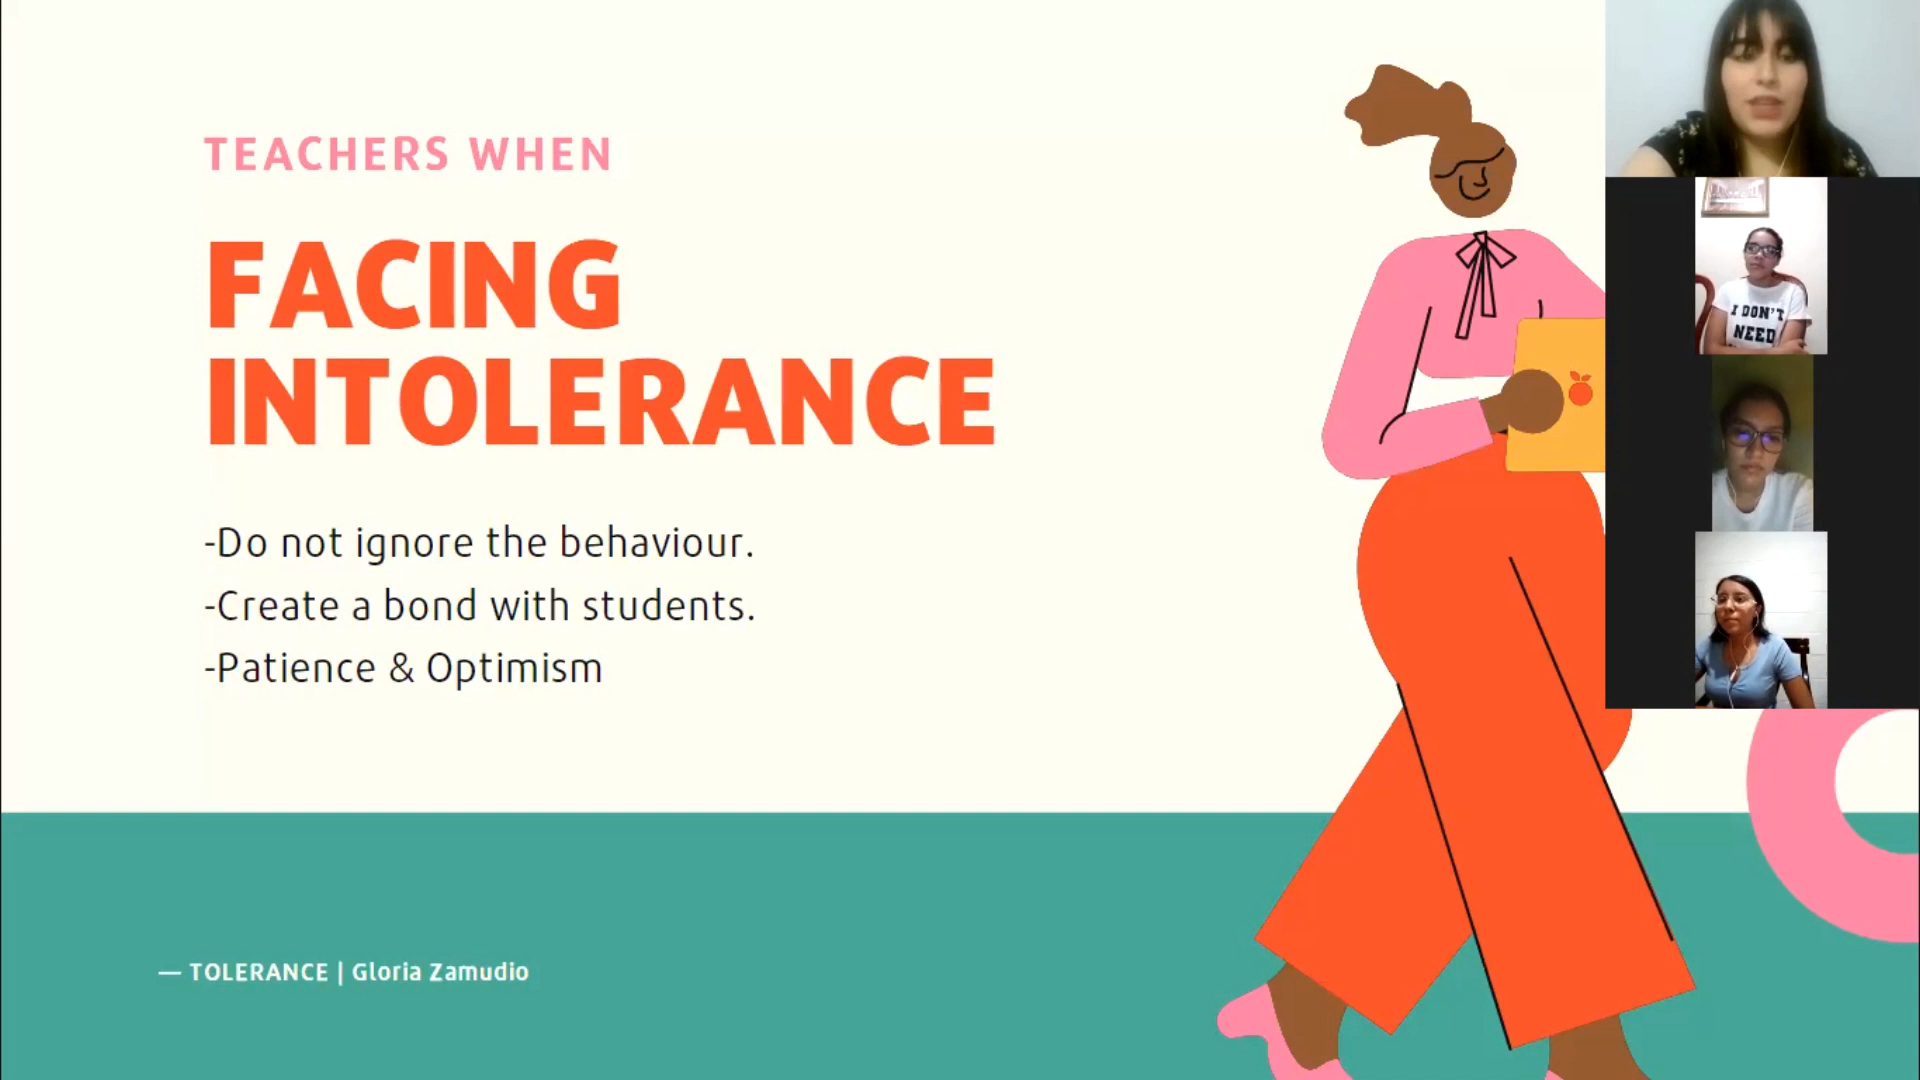 TEACHERS WHEN
FACING
INTOLERANCE
-Do not ignore the behaviour.
-Create a bond with students.
-Patience & Optimism
— TOLERANCE | Gloria Zamudio
I DON'T
NEED